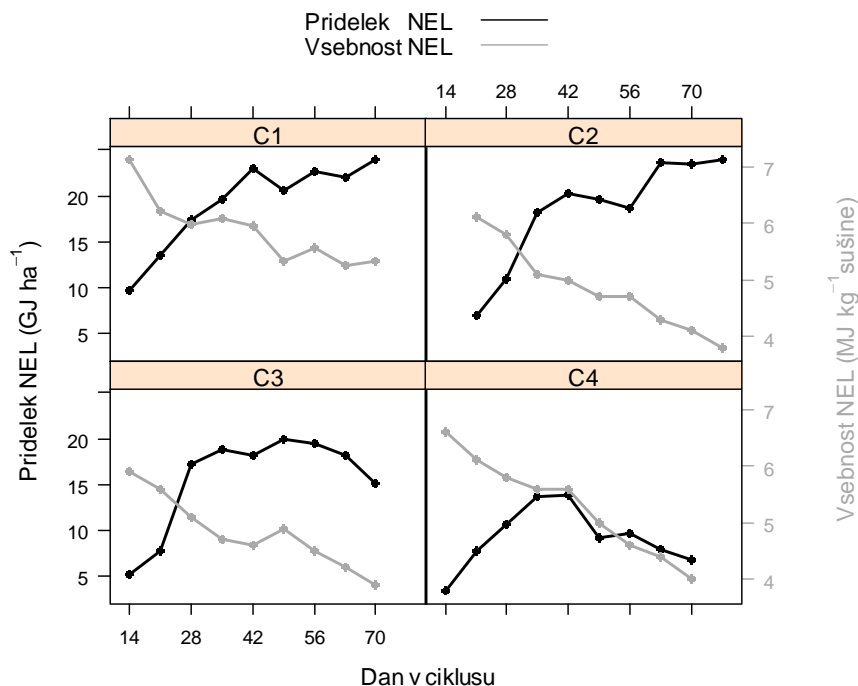 Pridelek NEL
Vsebnost NEL
14 28 42 56 70
C1 C2
20
15
10
5
7
6
5
4
C3 C4
20
15
10
5
7
6
5
4
14 28 42 56 70
Pridelek NEL (GJ ha⁻¹)
Vsebnost NEL (MJ kg⁻¹ sušine)
Dan v ciklusu